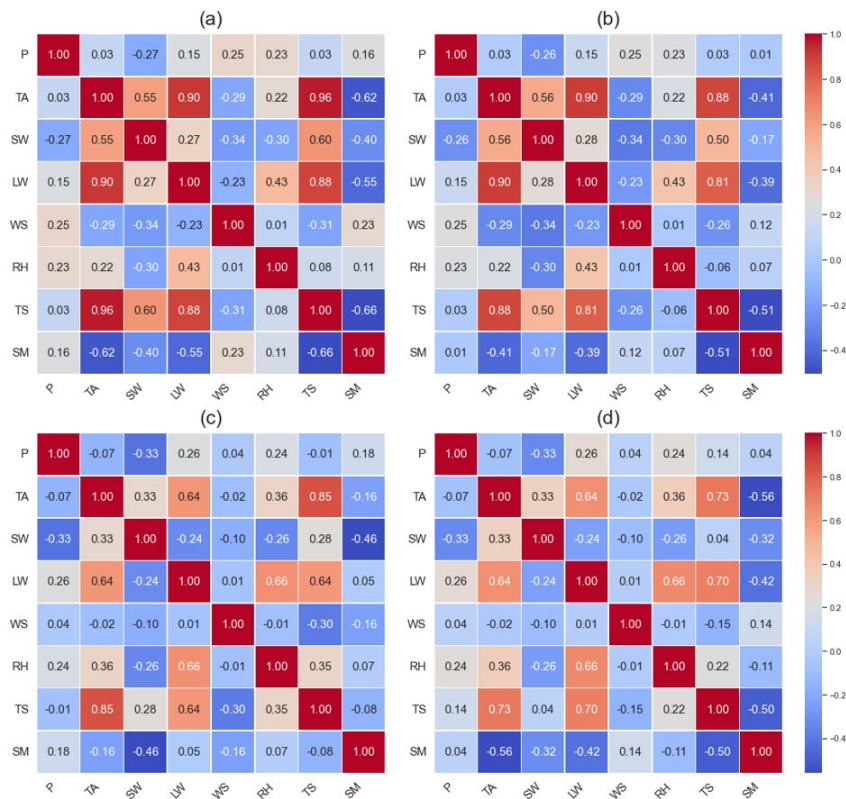 (a) (b)
P 1.00 0.03 -0.27 0.15 0.25 0.23 0.03 0.16
TA 0.03 1.00 0.55 0.90 -0.29 0.22 0.96 -0.62
SW -0.27 0.55 1.00 0.27 -0.34 -0.30 0.60 -0.40
LW 0.15 0.90 0.27 1.00 -0.23 0.43 0.88 -0.55
WS 0.25 -0.29 -0.34 -0.23 1.00 0.01 -0.31 0.23
RH 0.23 0.22 -0.30 0.43 0.01 1.00 0.08 0.11
TS 0.03 0.96 0.60 0.88 -0.31 0.08 1.00 -0.66
SM 0.16 -0.62 -0.40 -0.55 0.23 0.11 -0.66 1.00
P TA SW LW WS RH TS SM
P 1.00 0.03 -0.26 0.15 0.25 0.23 0.03 0.01
TA 0.03 1.00 0.56 0.90 -0.29 0.22 0.88 -0.41
SW -0.26 0.56 1.00 0.28 -0.34 -0.30 0.50 -0.17
LW 0.15 0.90 0.28 1.00 -0.23 0.43 0.81 -0.39
WS 0.25 -0.29 -0.34 -0.23 1.00 0.01 -0.26 0.12
RH 0.23 0.22 -0.30 0.43 0.01 1.00 -0.06 0.07
TS 0.03 0.88 0.50 0.81 -0.26 -0.06 1.00 -0.51
SM 0.01 -0.41 -0.17 -0.39 0.12 0.07 -0.51 1.00
P TA SW LW WS RH TS SM
1.0
0.8
0.6
0.4
0.2
0.0
-0.2
-0.4
(c) (d)
P 1.00 -0.07 -0.33 0.26 0.04 0.24 -0.01 0.18
TA -0.07 1.00 0.33 0.64 -0.02 0.36 0.85 -0.16
SW -0.33 0.33 1.00 -0.24 -0.10 -0.26 0.28 -0.46
LW 0.26 0.64 -0.24 1.00 0.01 0.66 0.64 0.05
WS 0.04 -0.02 -0.10 0.01 1.00 -0.01 -0.30 -0.16
RH 0.24 0.36 -0.26 0.66 -0.01 1.00 0.35 0.07
TS -0.01 0.85 0.28 0.64 -0.30 0.35 1.00 -0.08
SM 0.18 -0.16 -0.46 0.05 -0.16 0.07 -0.08 1.00
P TA SW LW WS RH TS SM
P 1.00 -0.07 -0.33 0.26 0.04 0.24 0.14 0.04
TA -0.07 1.00 0.33 0.64 -0.02 0.36 0.73 -0.56
SW -0.33 0.33 1.00 -0.24 -0.10 -0.26 0.04 -0.32
LW 0.26 0.64 -0.24 1.00 0.01 0.66 0.70 -0.42
WS 0.04 -0.02 -0.10 0.01 1.00 -0.01 -0.15 0.14
RH 0.24 0.36 -0.26 0.66 -0.01 1.00 0.22 -0.11
TS 0.14 0.73 0.04 0.70 -0.15 0.22 1.00 -0.50
SM 0.04 -0.56 -0.32 -0.42 0.14 -0.11 -0.50 1.00
P TA SW LW WS RH TS SM
1.0
0.8
0.6
0.4
0.2
0.0
-0.2
-0.4